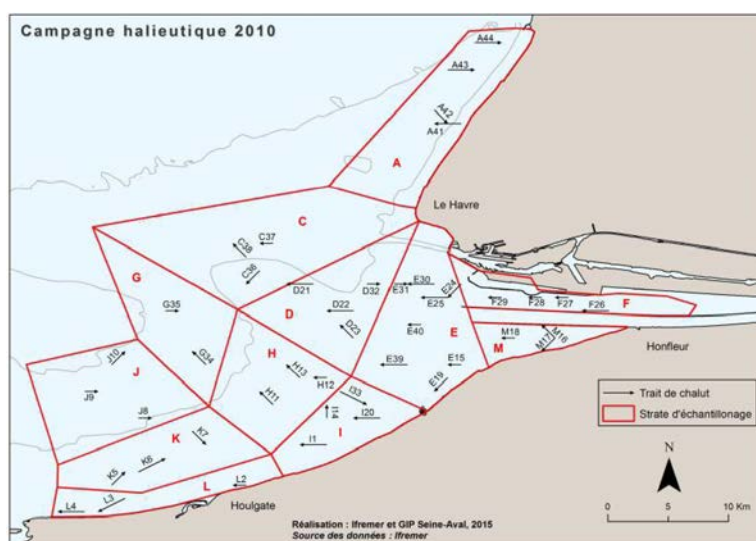 Campagne halieutique 2010
A44
A43
A42
A41
A
Le Havre
C
C37
C38
C36
G
G35
G34
D21
D32
D22
D
D23
E31
E30
E24
E25
E40
E
E39
E15
E19
F29
F28
F27
F26
F
M18
M16
M17
M
Honfleur
H
H13
H12
H11
J10
J
J9
J8
I33
I14
I20
I
I1
K
K7
K5
K6
L
L2
L3
L4
Houlgate
Trait de chalut
Strate d'échantillonage
N
0 5 10 Km
Réalisation : Ifremer et GIP Seine-Aval, 2015
Source des données : Ifremer